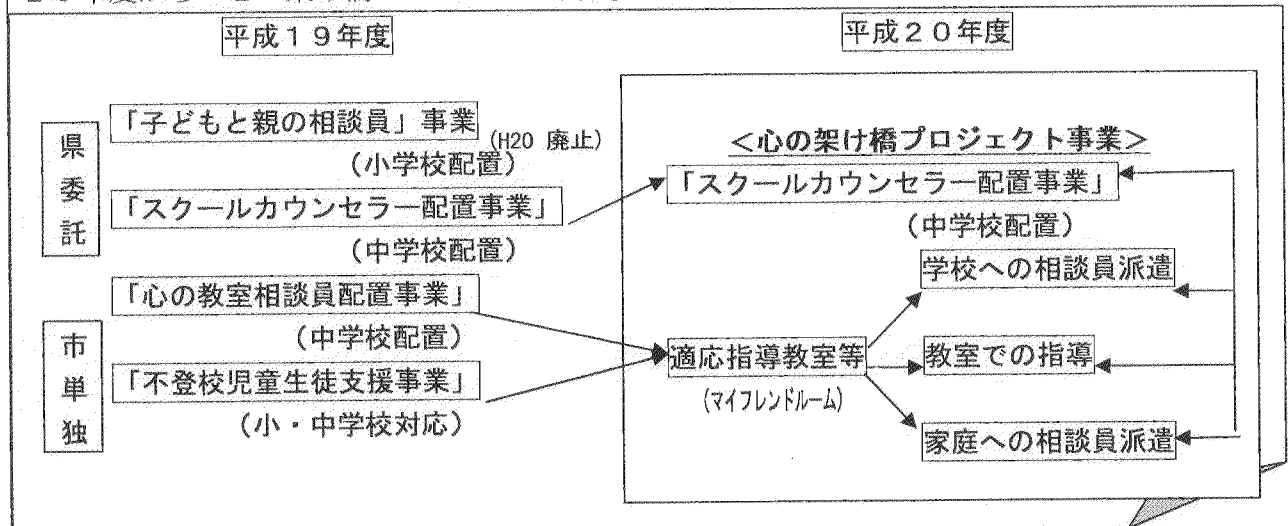 平成19年度
平成20年度
県委託
「子どもと親の相談員」事業
(H20 廃止)
(小学校配置)
「スクールカウンセラー配置事業」
(中学校配置)
市単独
「心の教室相談員配置事業」
(中学校配置)
「不登校児童生徒支援事業」
(小・中学校対応)
<心の架け橋プロジェクト事業>
「スクールカウンセラー配置事業」
(中学校配置)
学校への相談員派遣
適応指導教室等
(マイフレンドルーム)
教室での指導
家庭への相談員派遣